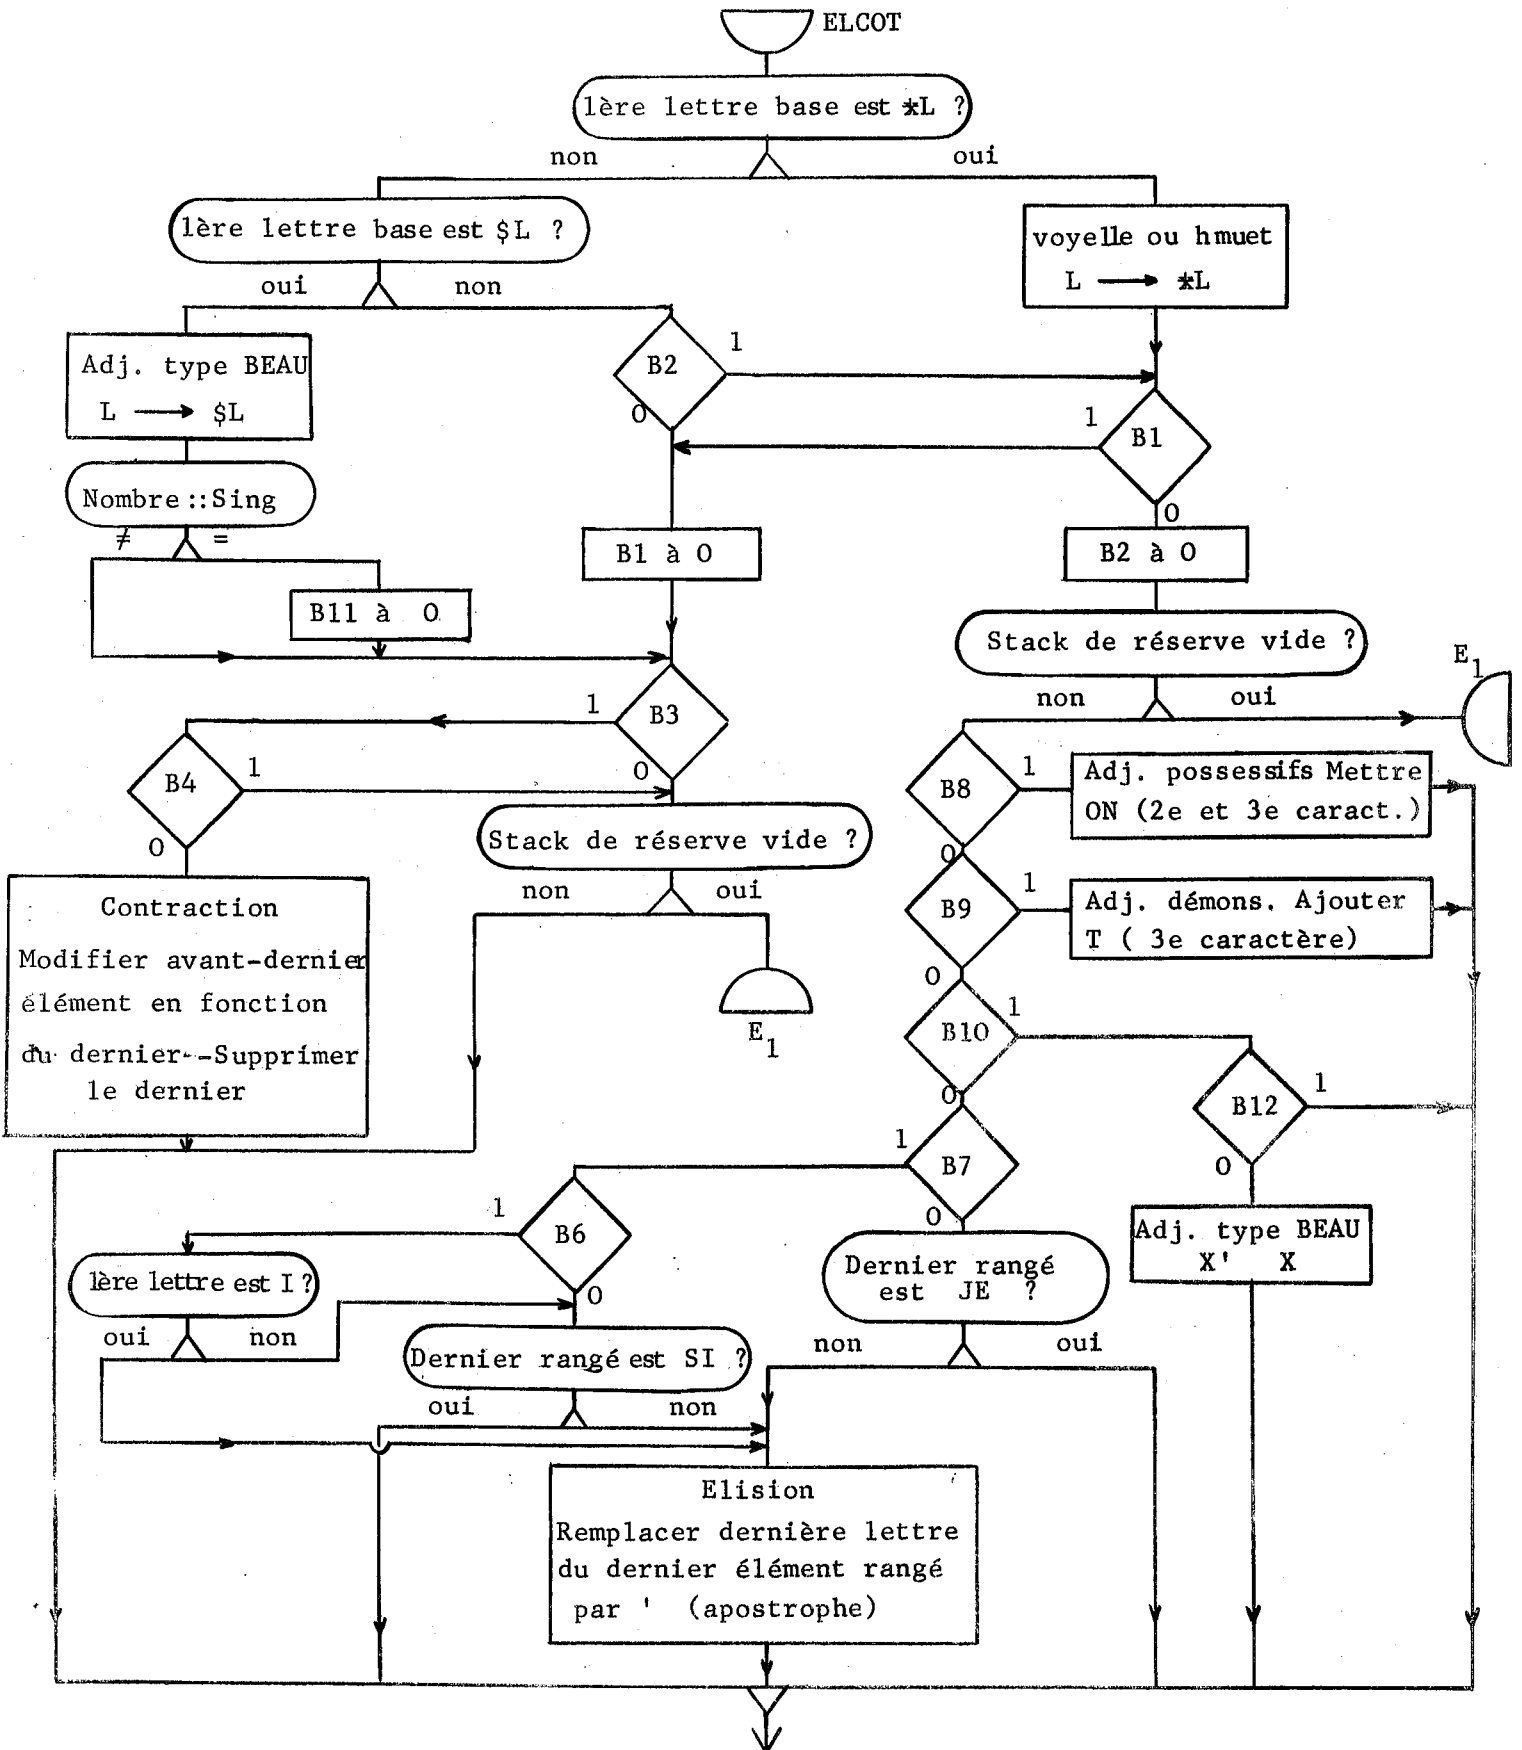 ELCOT
1ère lettre base est *L ?
non
oui
1ère lettre base est $L ?
voyelle ou hmuet
L → *L
oui
non
Adj. type BEAU
L → $L
B2
1
0
B1
1
0
Nombre :: Sing
≠
=
B11 à 0
B1 à 0
B2 à 0
Stack de réserve vide ?
non
oui
E1
B3
1
0
B4
1
0
Stack de réserve vide ?
non
oui
E1
B8
1
0
Adj. possessifs Mettre
ON (2e et 3e caract.)
B9
1
0
Adj. démons. Ajouter
T ( 3e caractère)
Contraction
Modifier avant-dernier
élément en fonction
du dernier--Supprimer
le dernier
B10
1
0
B12
1
0
B7
1
0
Adj. type BEAU
X' X
B6
1
0
1ère lettre est I ?
oui
non
Dernier rangé
est JE ?
non
oui
Dernier rangé est SI ?
oui
non
Elision
Remplacer dernière lettre
du dernier élément rangé
par ' (apostrophe)